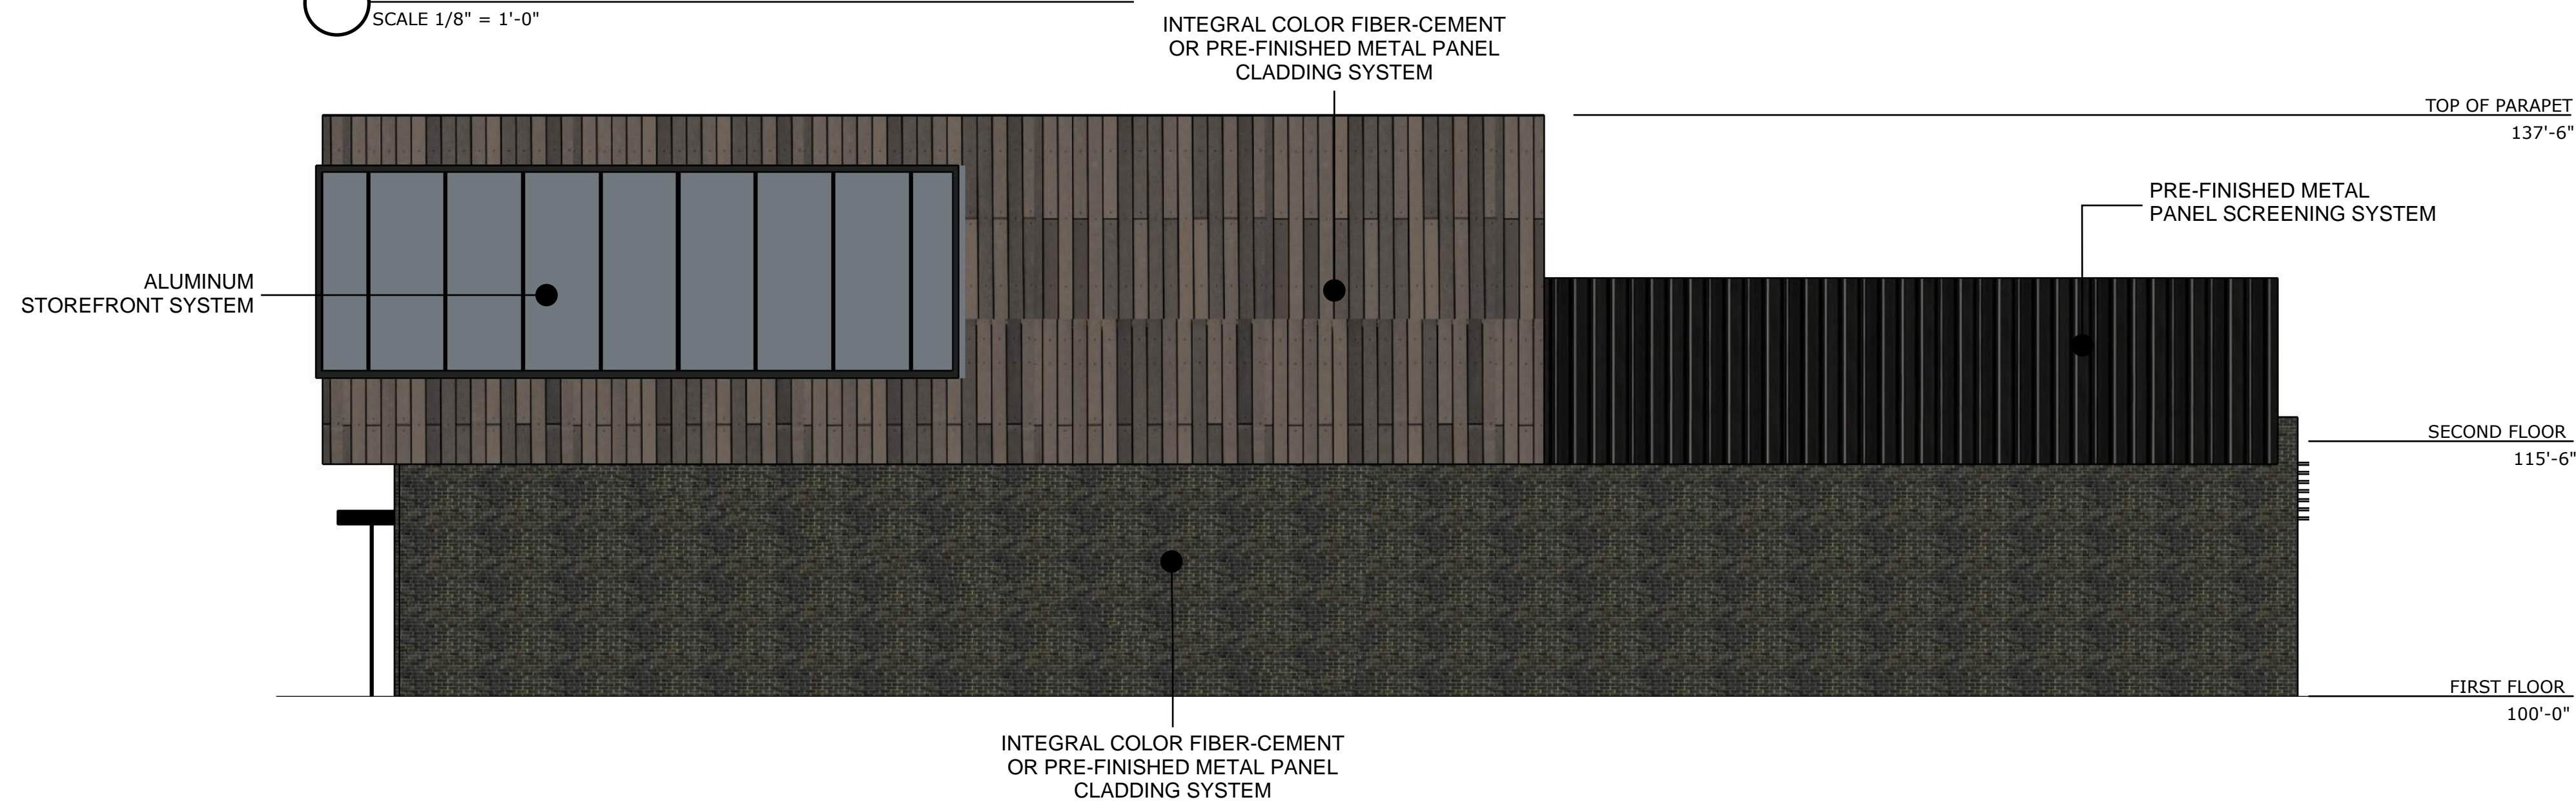 SCALE 1/8" = 1'-0"
INTEGRAL COLOR FIBER-CEMENT
OR PRE-FINISHED METAL PANEL
CLADDING SYSTEM
TOP OF PARAPET
137'-6"
PRE-FINISHED METAL
PANEL SCREENING SYSTEM
ALUMINUM
STOREFRONT SYSTEM
SECOND FLOOR
115'-6"
FIRST FLOOR
100'-0"
INTEGRAL COLOR FIBER-CEMENT
OR PRE-FINISHED METAL PANEL
CLADDING SYSTEM